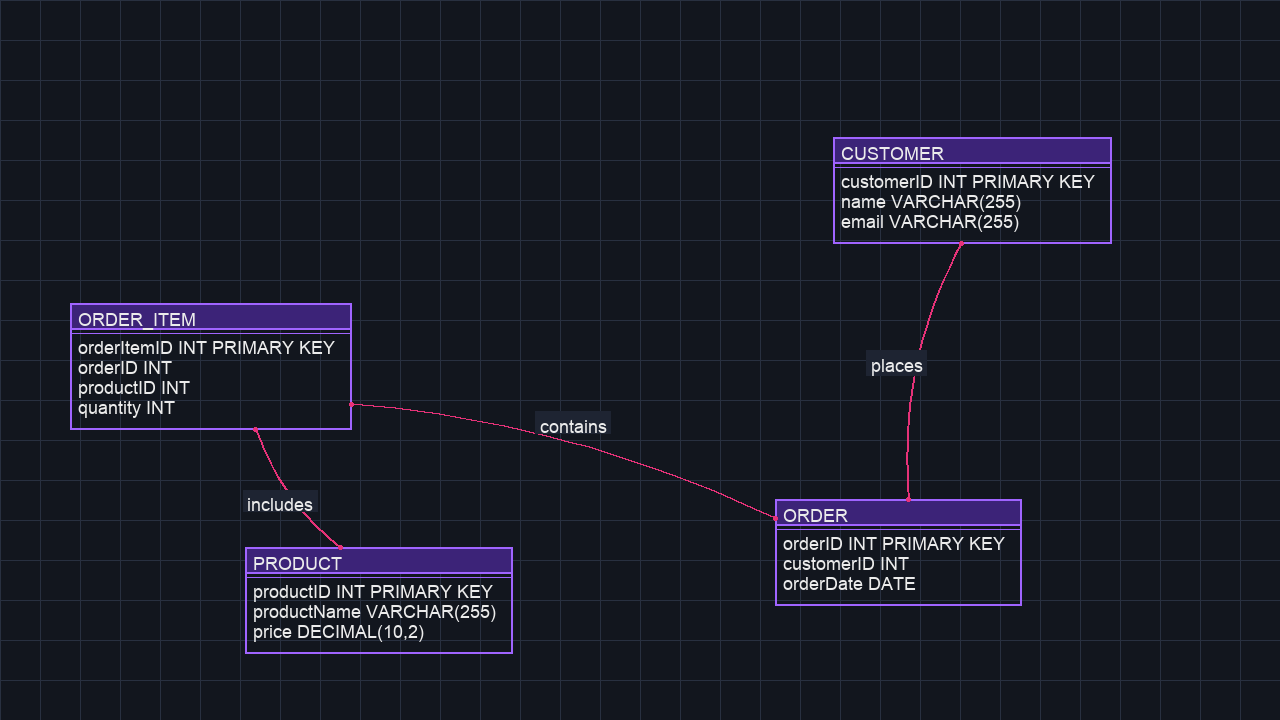 CUSTOMER
customerID INT PRIMARY KEY
name VARCHAR(255)
email VARCHAR(255)
ORDER_ITEM
orderItemID INT PRIMARY KEY
orderID INT
productID INT
quantity INT
places
contains
includes
ORDER
orderID INT PRIMARY KEY
customerID INT
orderDate DATE
PRODUCT
productID INT PRIMARY KEY
productName VARCHAR(255)
price DECIMAL(10,2)